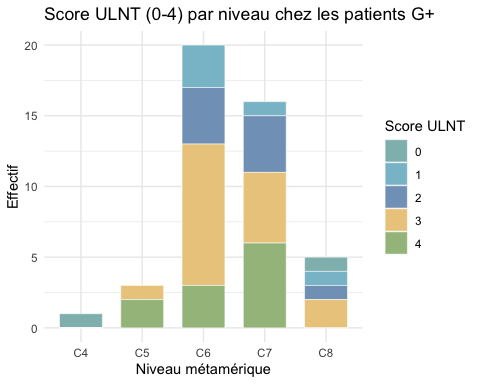 Score ULNT (0-4) par niveau chez les patients G+
20
15
10
5
0
Effectif
C4 C5 C6 C7 C8
Niveau métamérique
Score ULNT
0
1
2
3
4